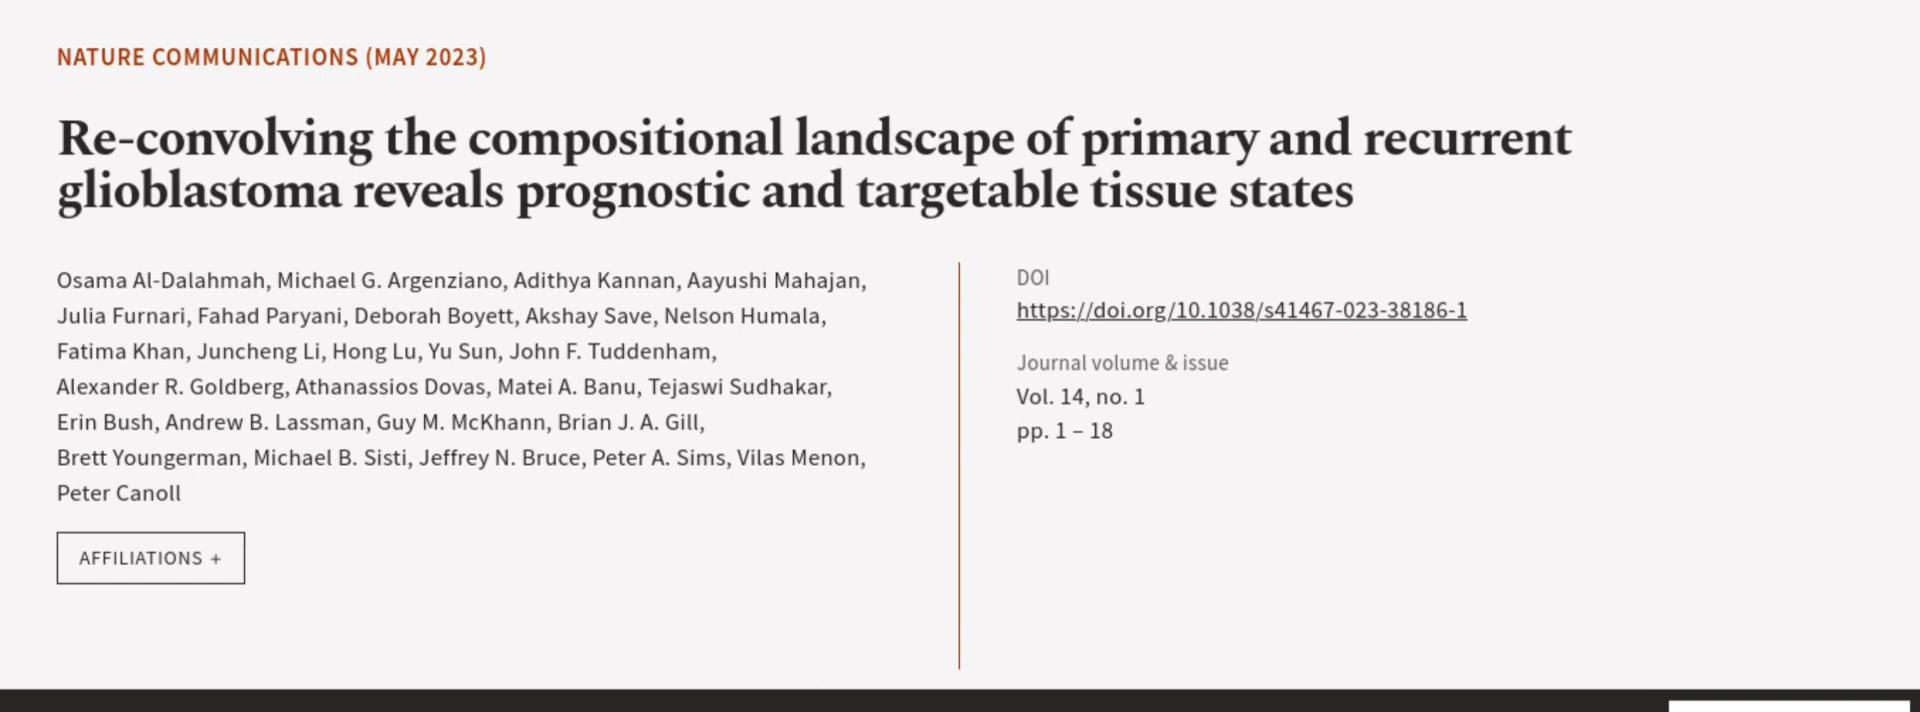 NATURE COMMUNICATIONS (MAY 2023)
Re-convolving the compositional landscape of primary and recurrent
glioblastoma reveals prognostic and targetable tissue states
Osama Al-Dalahmah, Michael G. Argenziano, Adithya Kannan, Aayushi Mahajan,
Julia Furnari, Fahad Paryani, Deborah Boyett, Akshay Save, Nelson Humala,
Fatima Khan, Juncheng Li, Hong Lu, Yu Sun, John F. Tuddenham,
Alexander R. Goldberg, Athanassios Dovas, Matei A. Banu, Tejaswi Sudhakar,
Erin Bush, Andrew B. Lassman, Guy M. McKhann, Brian J. A. Gill,
Brett Youngerman, Michael B. Sisti, Jeffrey N. Bruce, Peter A. Sims, Vilas Menon,
Peter Canoll
AFFILIATIONS +
DOI
https://doi.org/10.1038/s41467-023-38186-1
Journal volume & issue
Vol. 14, no. 1
pp. 1 – 18